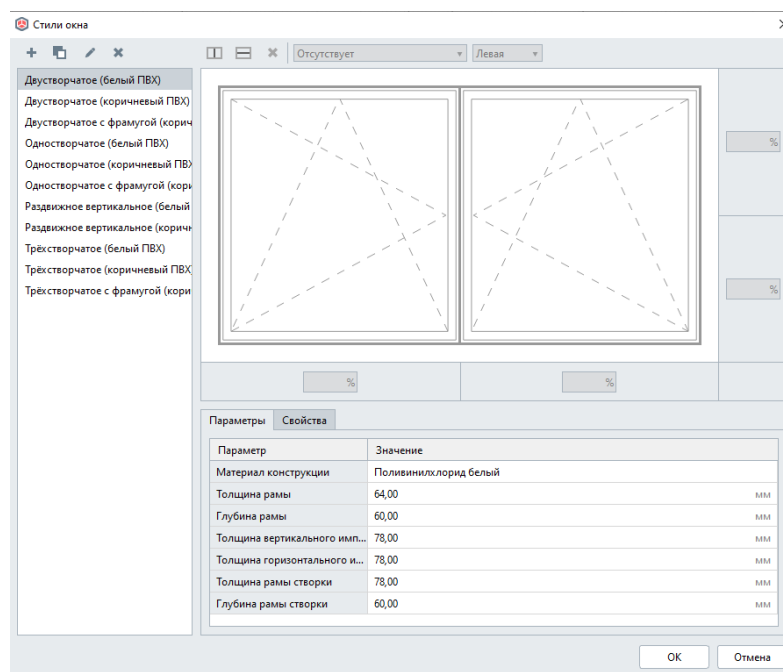 Стили окна
Отсутствует
Левая
Двустворчатое (белый ПВХ)
Двустворчатое (коричневый ПВХ)
Двустворчатое с фрамугой (корич
Одностворчатое (белый ПВХ)
Одностворчатое (коричневый ПВХ
Одностворчатое с фрамугой (кори
Раздвижное вертикальное (белый
Раздвижное вертикальное (коричн
Трёхстворчатое (белый ПВХ)
Трёхстворчатое (коричневый ПВХ
Трёхстворчатое с фрамугой (кори
%
%
% %
Параметры Свойства
Параметр Значение
Материал конструкции Поливинилхлорид белый
Толщина рамы 64,00 мм
Глубина рамы 60,00 мм
Толщина вертикального имп... 78,00 мм
Толщина горизонтального и... 78,00 мм
Толщина рамы створки 78,00 мм
Глубина рамы створки 60,00 мм
ОК Отмена